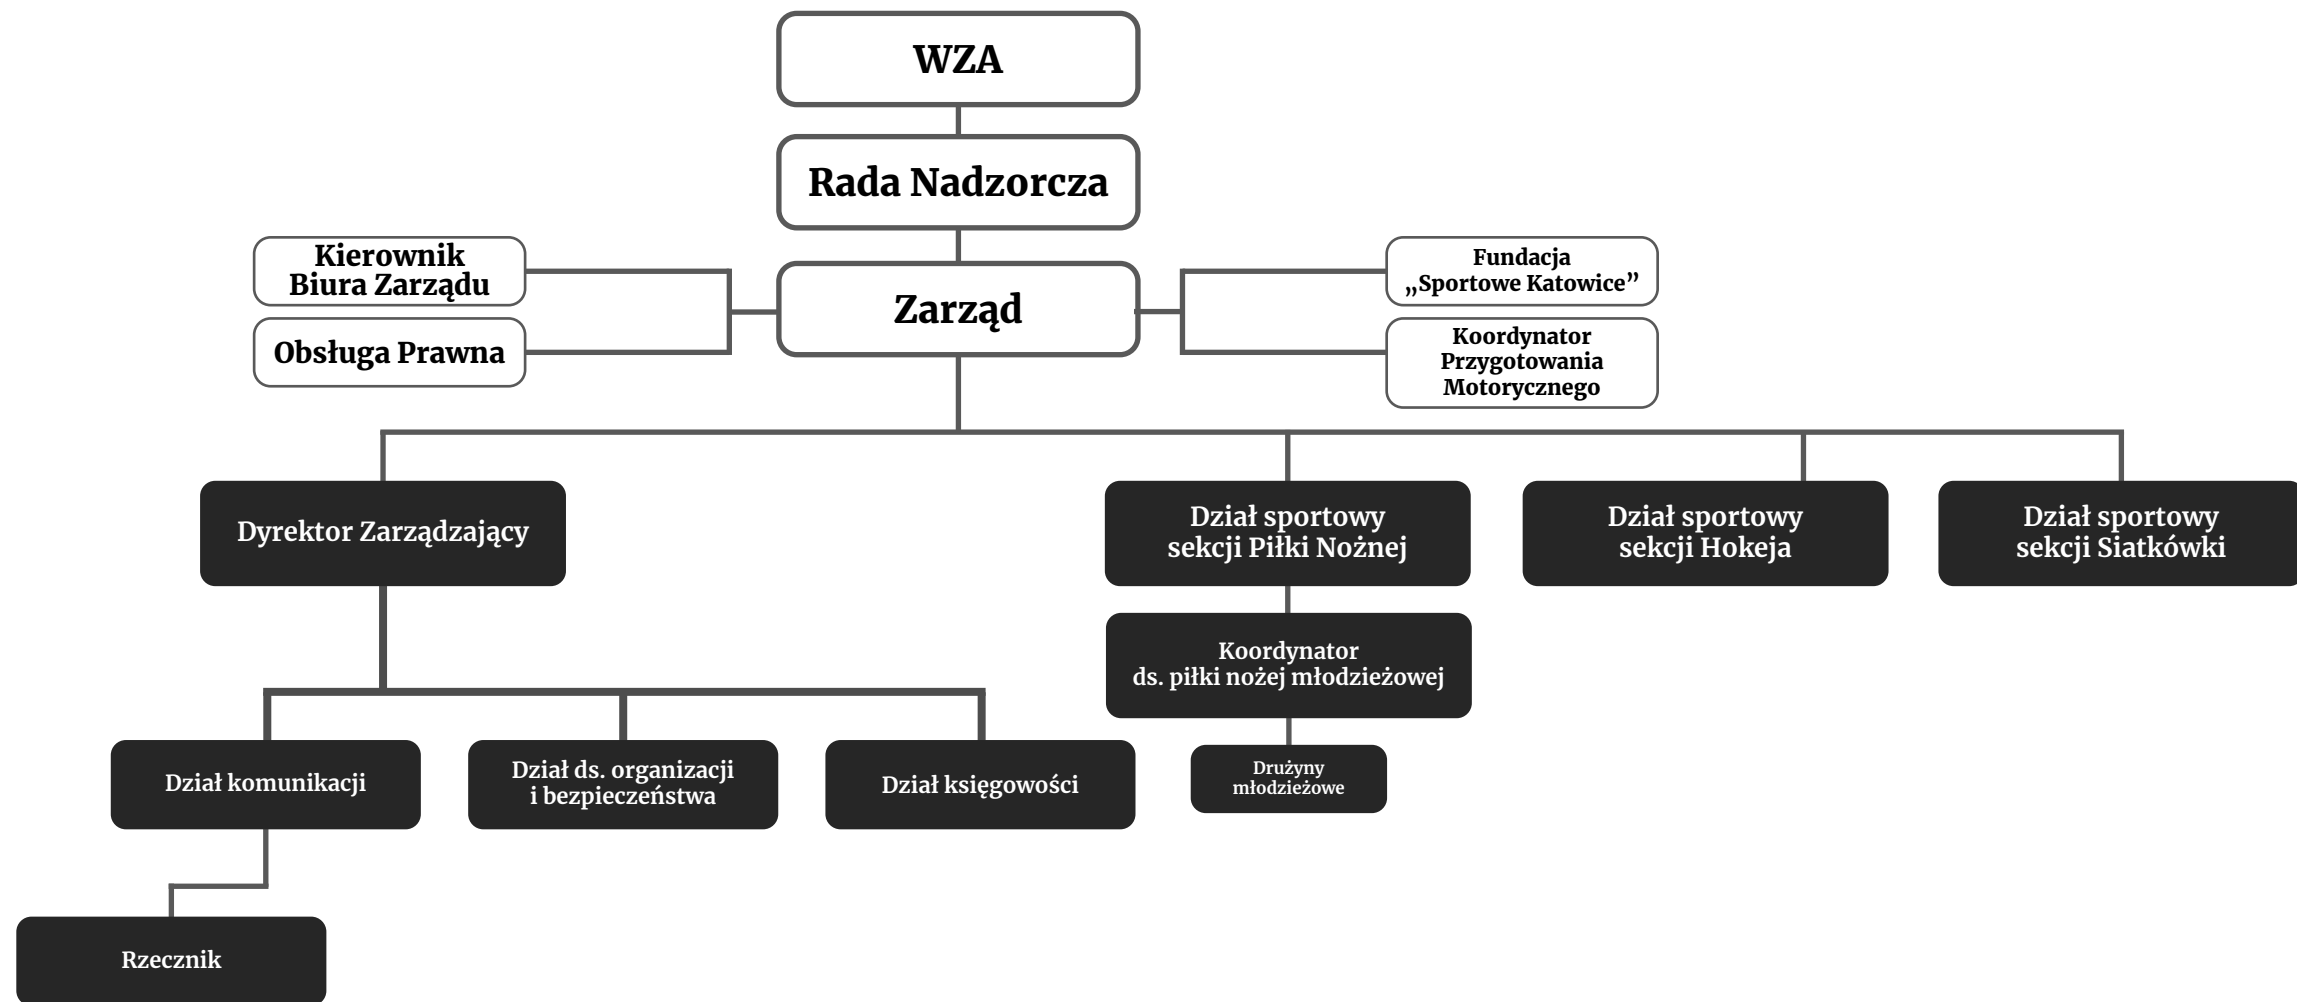 WZA
Rada Nadzorcza
Kierownik
Biura Zarządu
Obsługa Prawna
Zarząd
Fundacja
„Sportowe Katowice”
Koordynator
Przygotowania
Motorycznego
Dyrektor Zarządzający
Dział sportowy
sekcji Piłki Nożnej
Dział sportowy
sekcji Hokeja
Dział sportowy
sekcji Siatkówki
Koordynator
ds. piłki nożej młodzieżowej
Dział komunikacji
Dział ds. organizacji
i bezpieczeństwa
Dział księgowości
Drużyny
młodzieżowe
Rzecznik